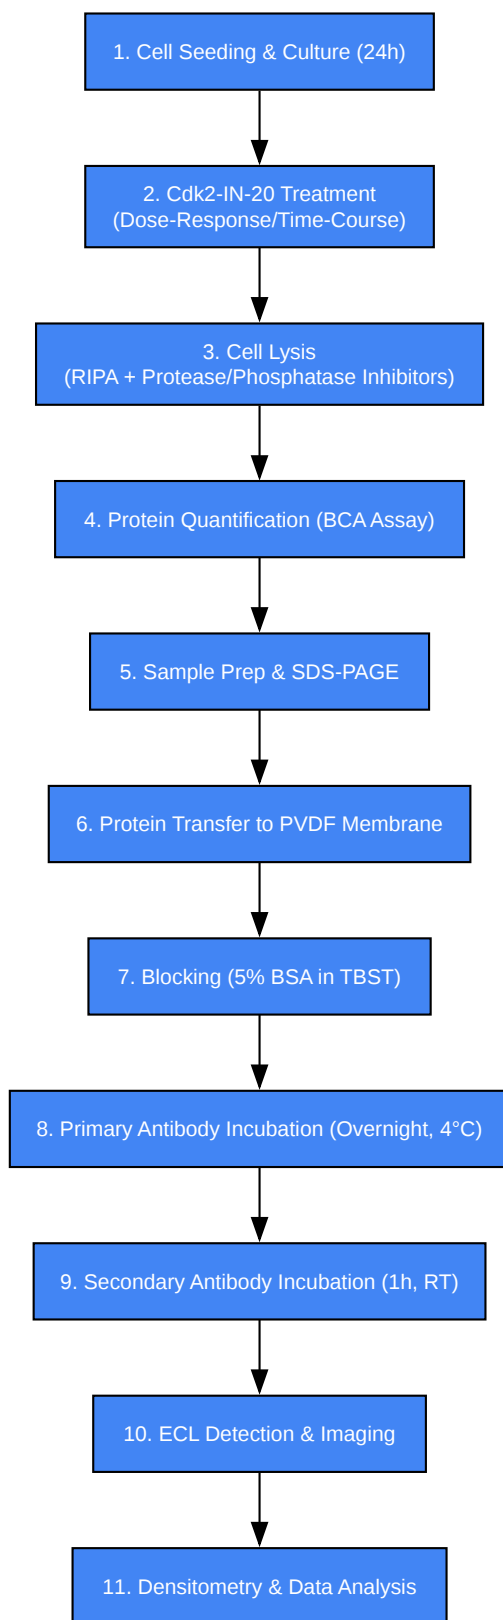 1. Cell Seeding & Culture (24h)
2. Cdk2-IN-20 Treatment
(Dose-Response/Time-Course)
3. Cell Lysis
(RIPA + Protease/Phosphatase Inhibitors)
4. Protein Quantification (BCA Assay)
5. Sample Prep & SDS-PAGE
6. Protein Transfer to PVDF Membrane
7. Blocking (5% BSA in TBST)
8. Primary Antibody Incubation (Overnight, 4°C)
9. Secondary Antibody Incubation (1h, RT)
10. ECL Detection & Imaging
11. Densitometry & Data Analysis